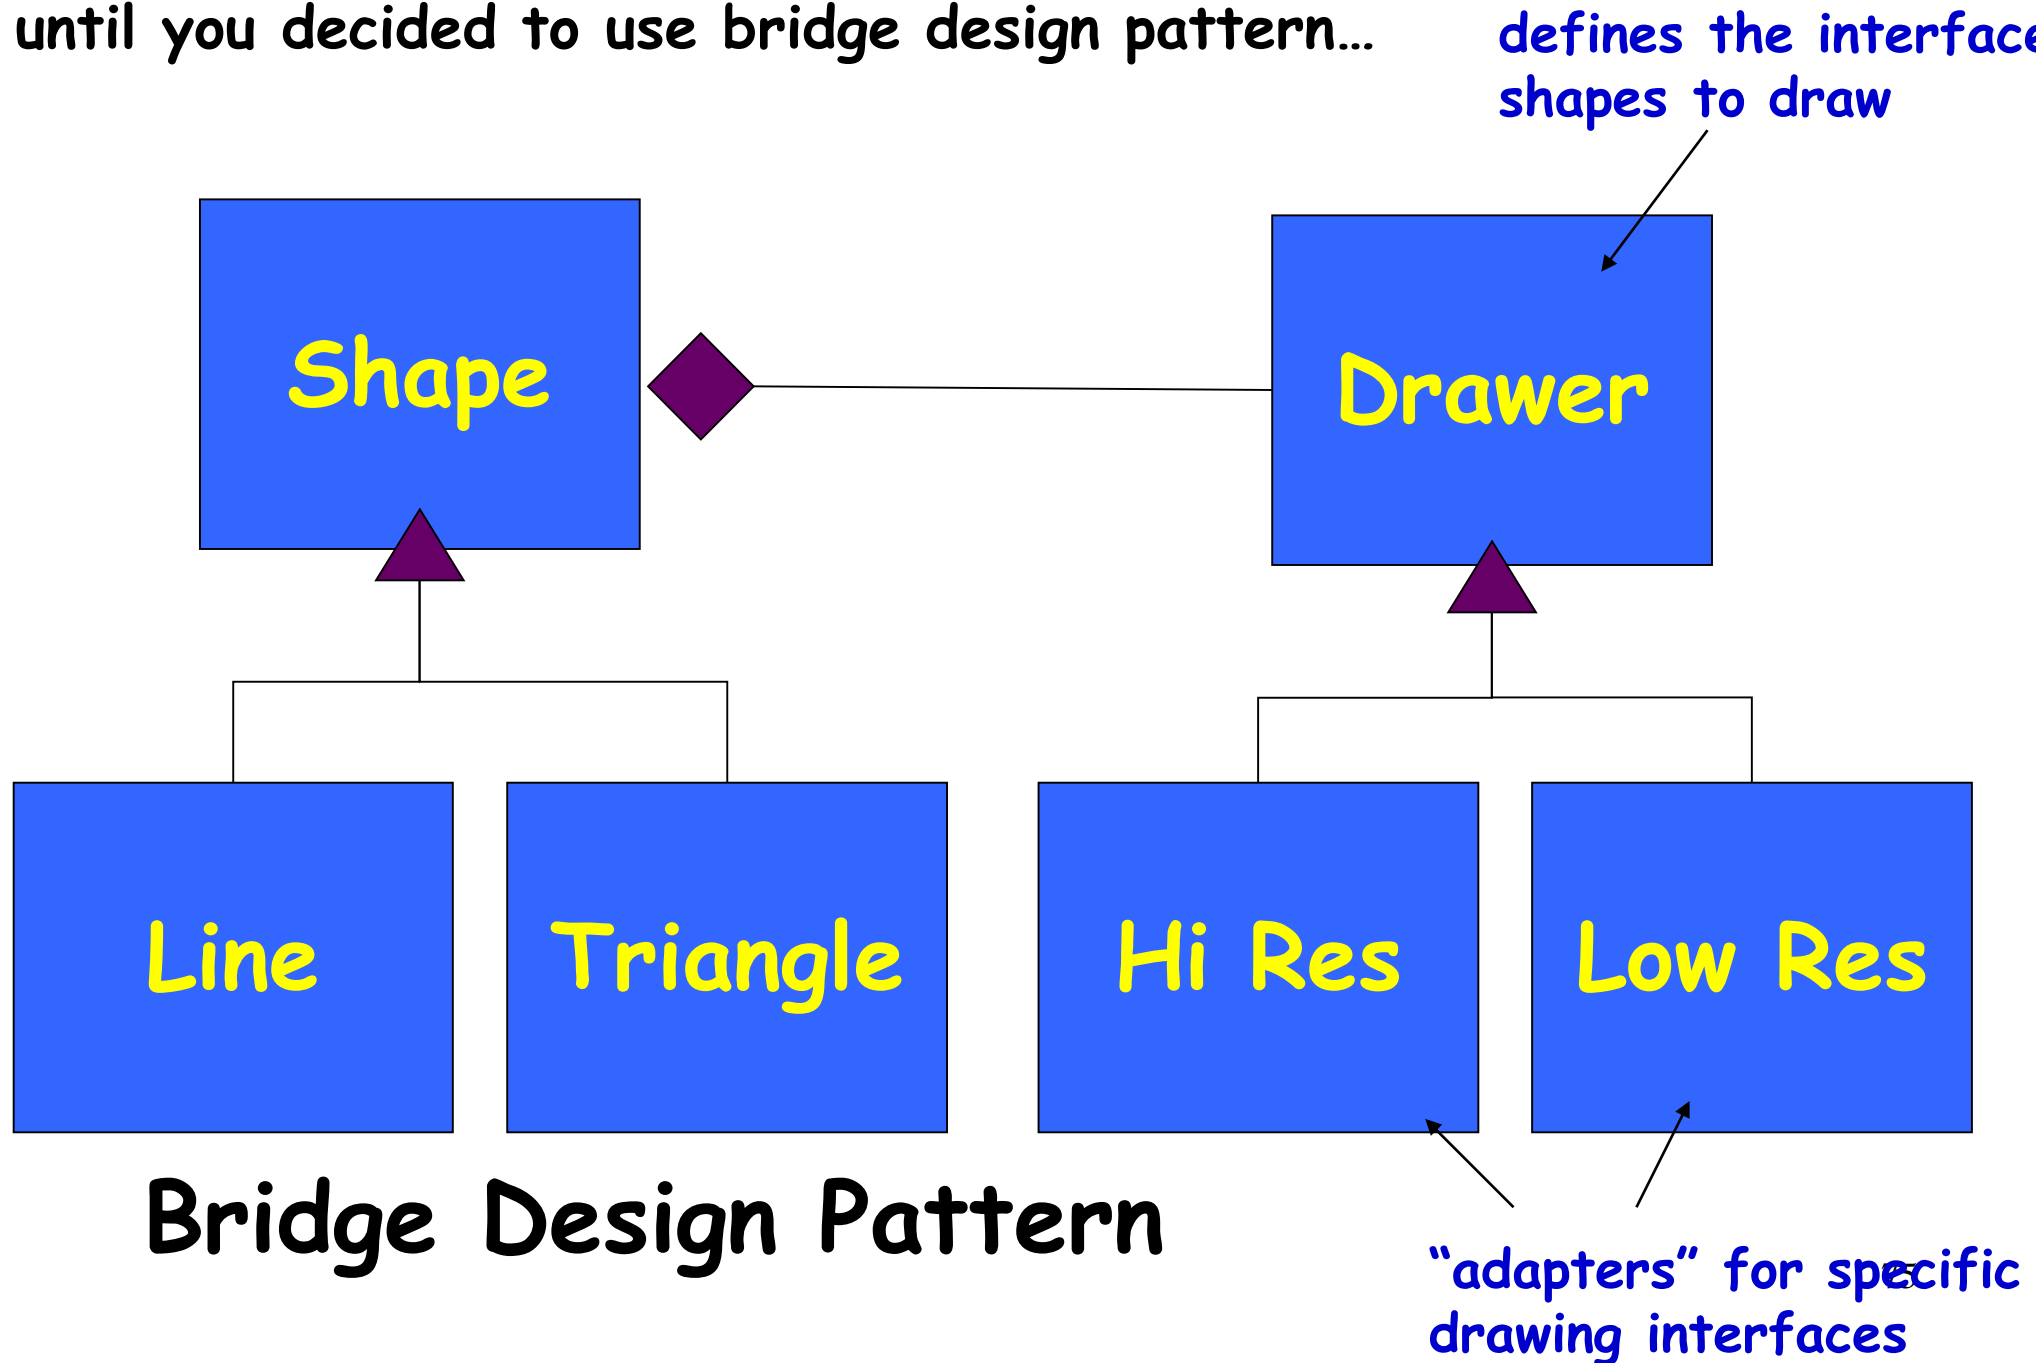 until you decided to use bridge design pattern…
defines the interface
shapes to draw
Shape
Drawer
Line
Triangle
Hi Res
Low Res
Bridge Design Pattern
“adapters” for specific
drawing interfaces